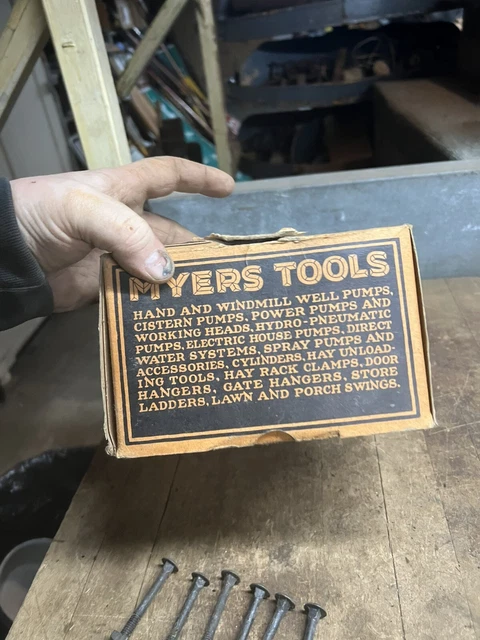 MYERS TOOLS
HAND AND WINDMILL WELL PUMPS,
CISTERN PUMPS, POWER PUMPS AND
WORKING HEADS, HYDRO-PNEUMATIC
PUMPS, ELECTRIC HOUSE PUMPS, DIRECT
WATER SYSTEMS, SPRAY PUMPS AND
ACCESSORIES, CYLINDERS, HAY UNLOAD
ING TOOLS, HAY RACK CLAMPS, DOOR
HANGERS, GATE HANGERS, STORE
LADDERS, LAWN AND PORCH SWINGS.